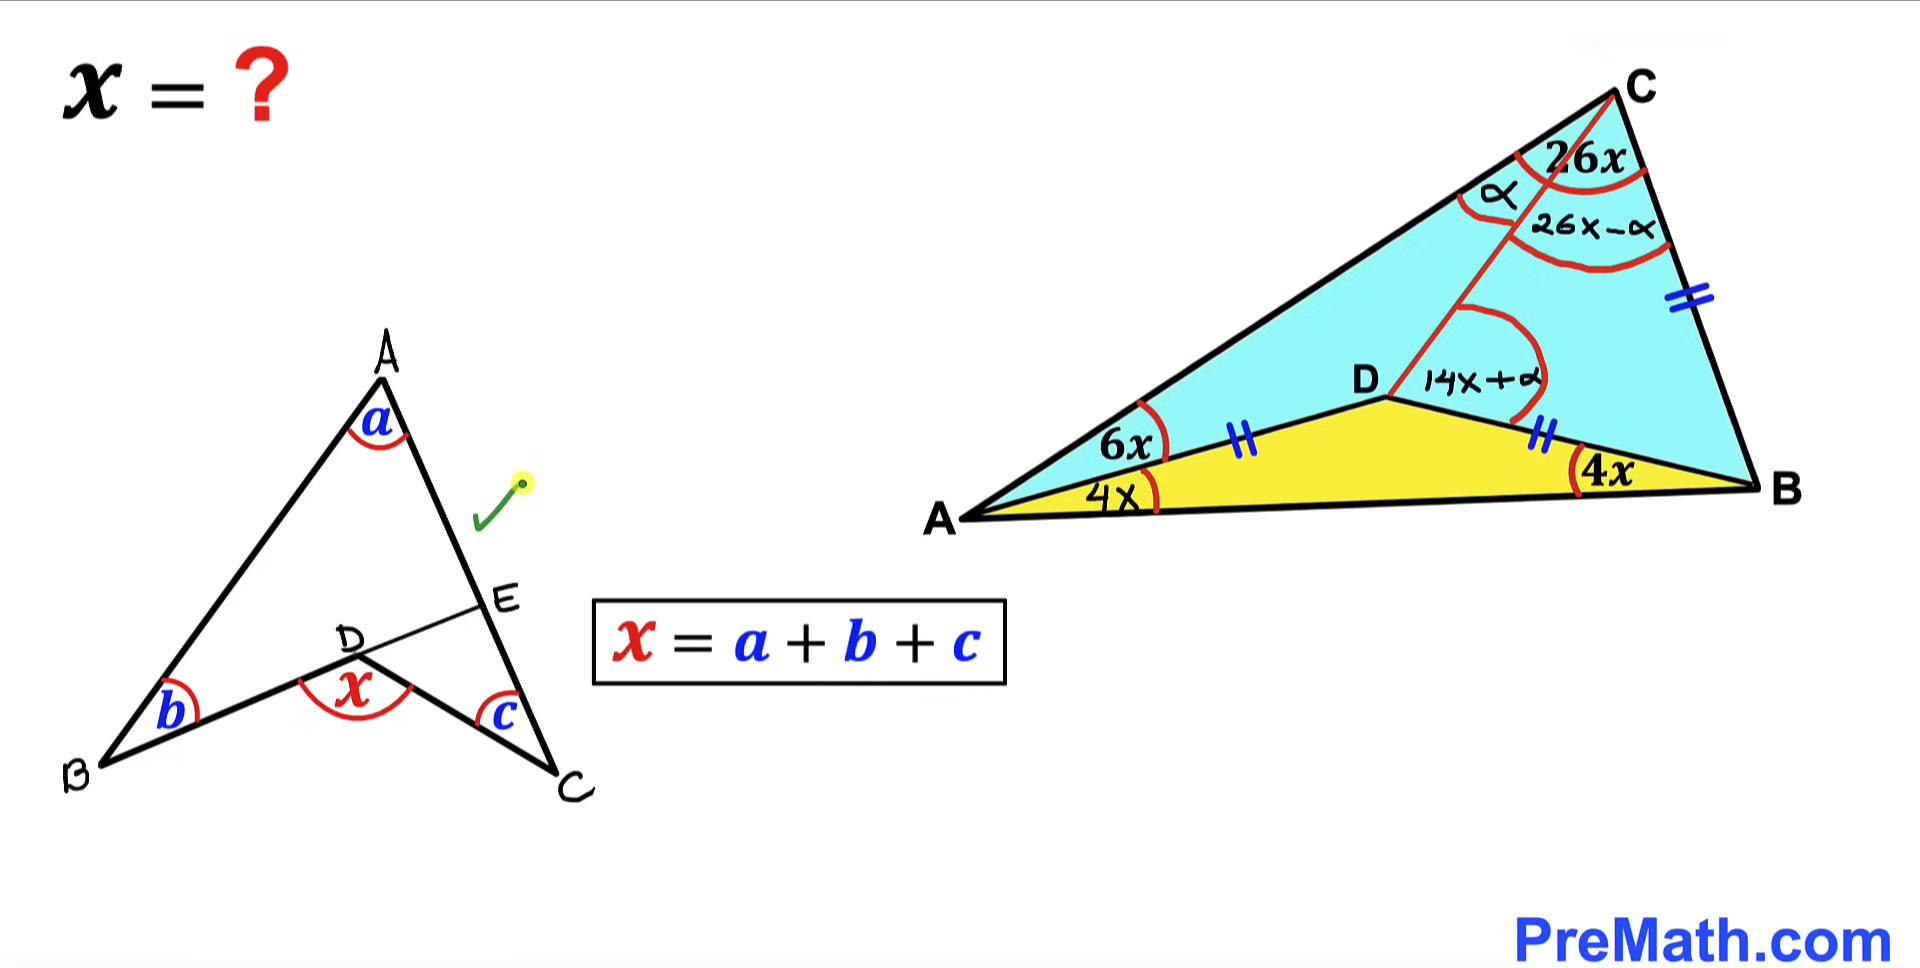 x = ?
C
26x
α
26x-α
D
14x+α
6x
4x
4x
A
B
A
a
E
D
x
b
c
B
C
x = a + b + c
PreMath.com